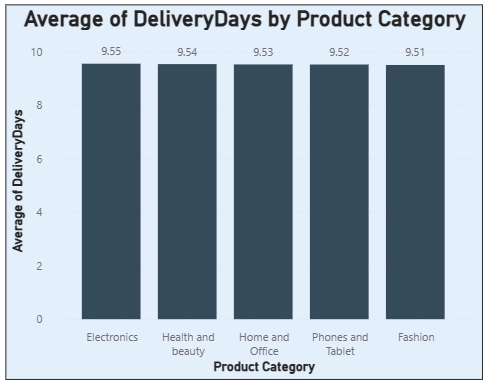 Average of DeliveryDays by Product Category
Average of DeliveryDays
10
8
6
4
2
0
9.55
9.54
9.53
9.52
9.51
Electronics
Health and
beauty
Home and
Office
Phones and
Tablet
Fashion
Product Category